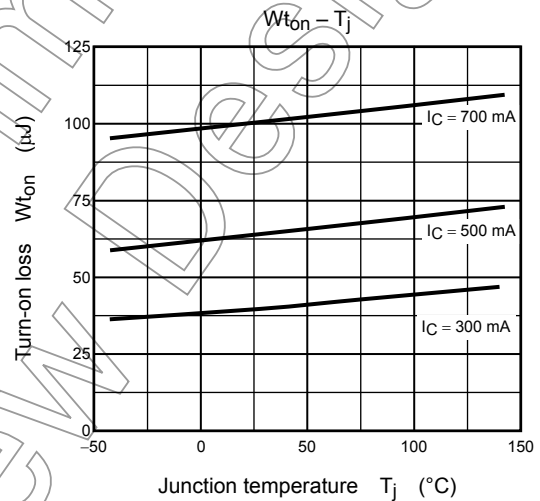 Wton – Tj
125
100
75
50
25
0
Turn-on loss Wton (μJ)
IC = 700 mA
IC = 500 mA
IC = 300 mA
–50
0
50
100
150
Junction temperature Tj (°C)